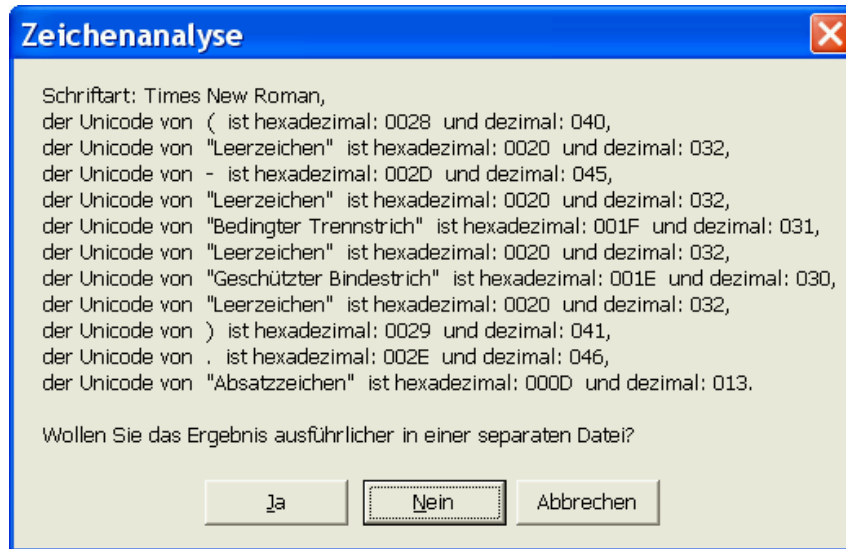 Zeichenanalyse
Schriftart: Times New Roman,
der Unicode von  (  ist hexadezimal: 0028  und dezimal: 040,
der Unicode von  "Leerzeichen"  ist hexadezimal: 0020  und dezimal: 032,
der Unicode von  -  ist hexadezimal: 002D  und dezimal: 045,
der Unicode von  "Leerzeichen"  ist hexadezimal: 0020  und dezimal: 032,
der Unicode von  "Bedingter Trennstrich"  ist hexadezimal: 001F  und dezimal: 031,
der Unicode von  "Leerzeichen"  ist hexadezimal: 0020  und dezimal: 032,
der Unicode von  "Geschützter Bindestrich"  ist hexadezimal: 001E  und dezimal: 030,
der Unicode von  "Leerzeichen"  ist hexadezimal: 0020  und dezimal: 032,
der Unicode von  )  ist hexadezimal: 0029  und dezimal: 041,
der Unicode von  .  ist hexadezimal: 002E  und dezimal: 046,
der Unicode von  "Absatzzeichen"  ist hexadezimal: 000D  und dezimal: 013.
Wollen Sie das Ergebnis ausführlicher in einer separaten Datei?
Ja Nein Abbrechen